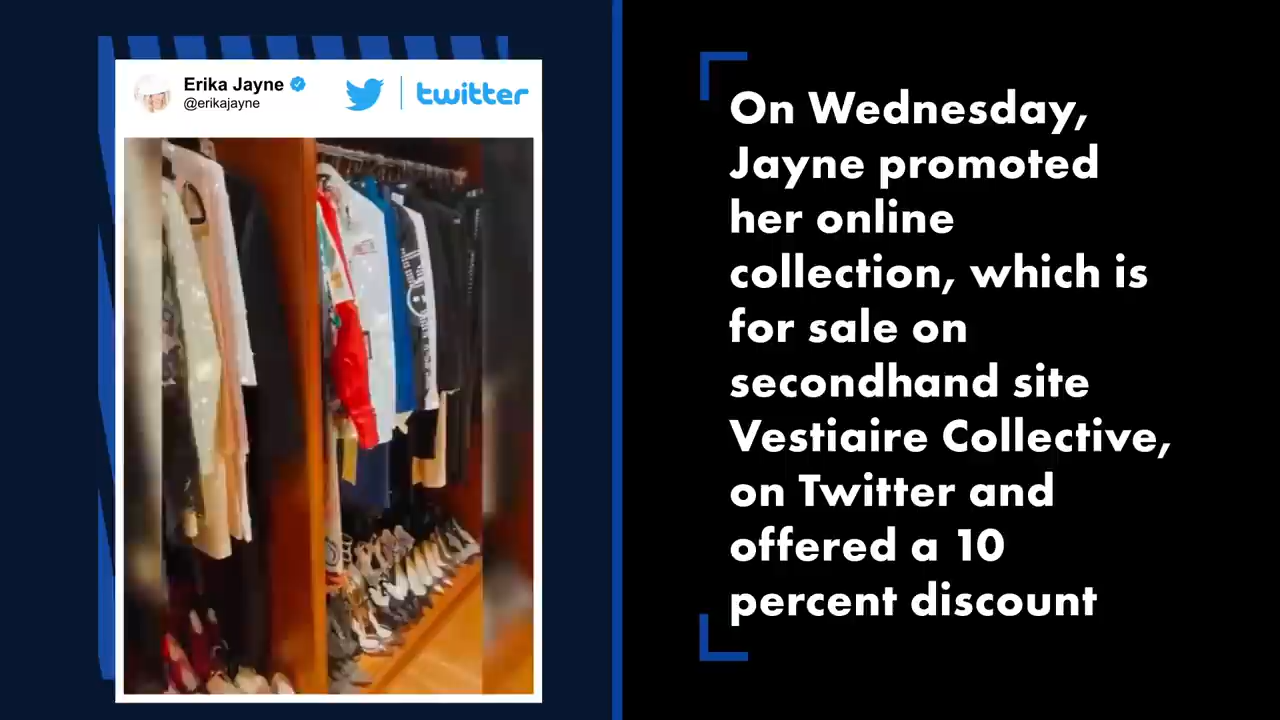 Erika Jayne
@erikajayne
twitter
On Wednesday,
Jayne promoted
her online
collection, which is
for sale on
secondhand site
Vestiaire Collective,
on Twitter and
offered a 10
percent discount